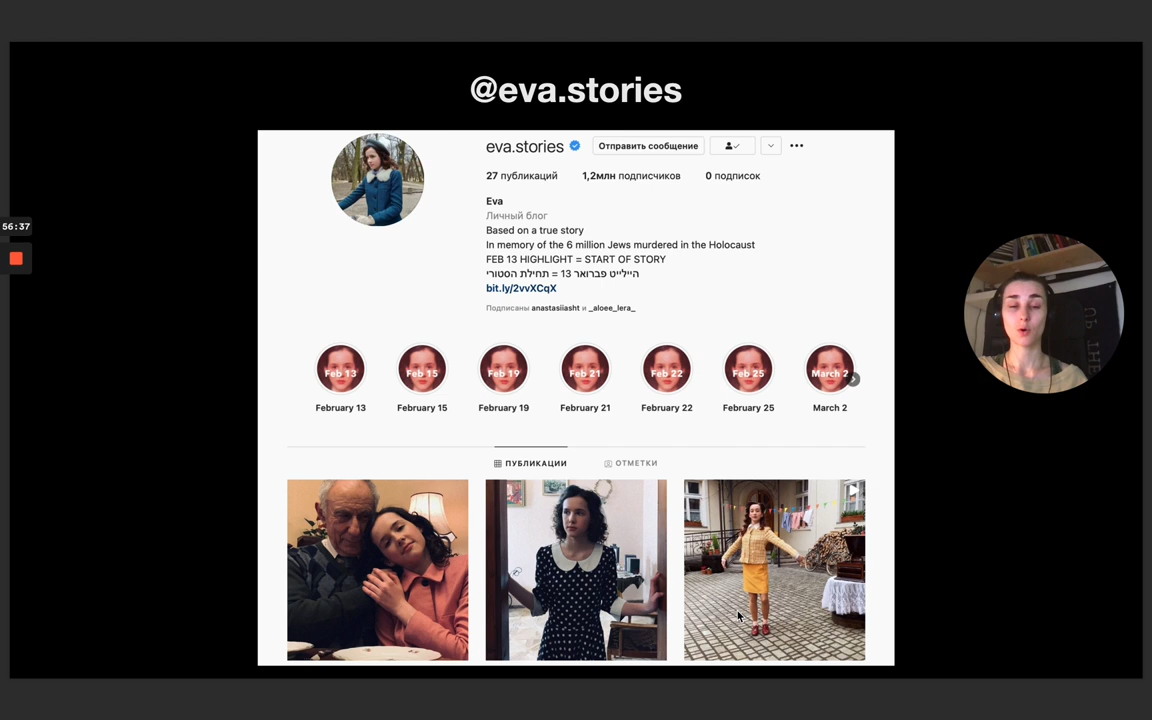 @eva.stories
eva.stories Отправить сообщение
27 публикаций 1,2млн подписчиков 0 подписок
Eva
Личный блог
Based on a true story
In memory of the 6 million Jews murdered in the Holocaust
FEB 13 HIGHLIGHT = START OF STORY
היילייט פברואר 13 = תחילת הסטורי
bit.ly/2vvXCqX
Подписаны anastasiiasht и _aloee_lera_
56:37
Feb 13 Feb 15 Feb 19 Feb 21 Feb 22 Feb 25 March 2
February 13 February 15 February 19 February 21 February 22 February 25 March 2
ПУБЛИКАЦИИ ОТМЕТКИ